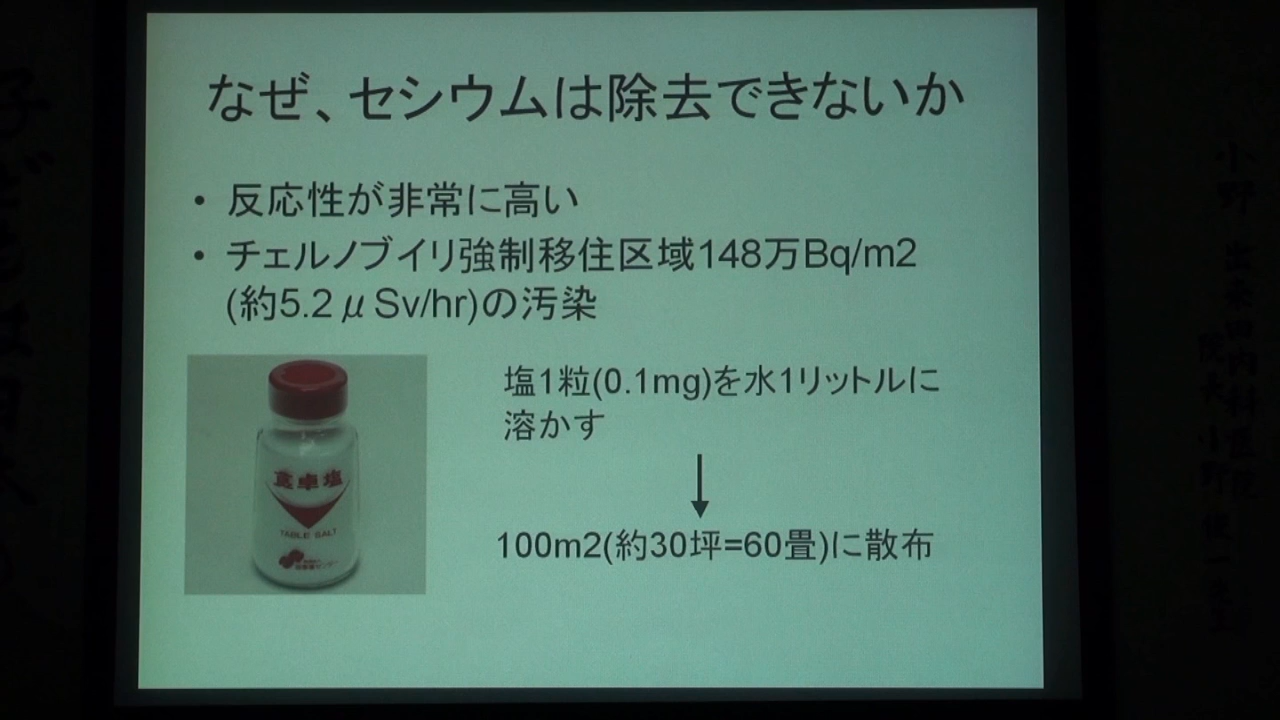 なぜ、セシウムは除去できないか
• 反応性が非常に高い
• チェルノブイリ強制移住区域148万Bq/m2
(約5.2μSv/hr)の汚染
塩1粒(0.1mg)を水1リットルに
溶かす
100m2(約30坪=60畳)に散布
食卓塩
TABLE SALT